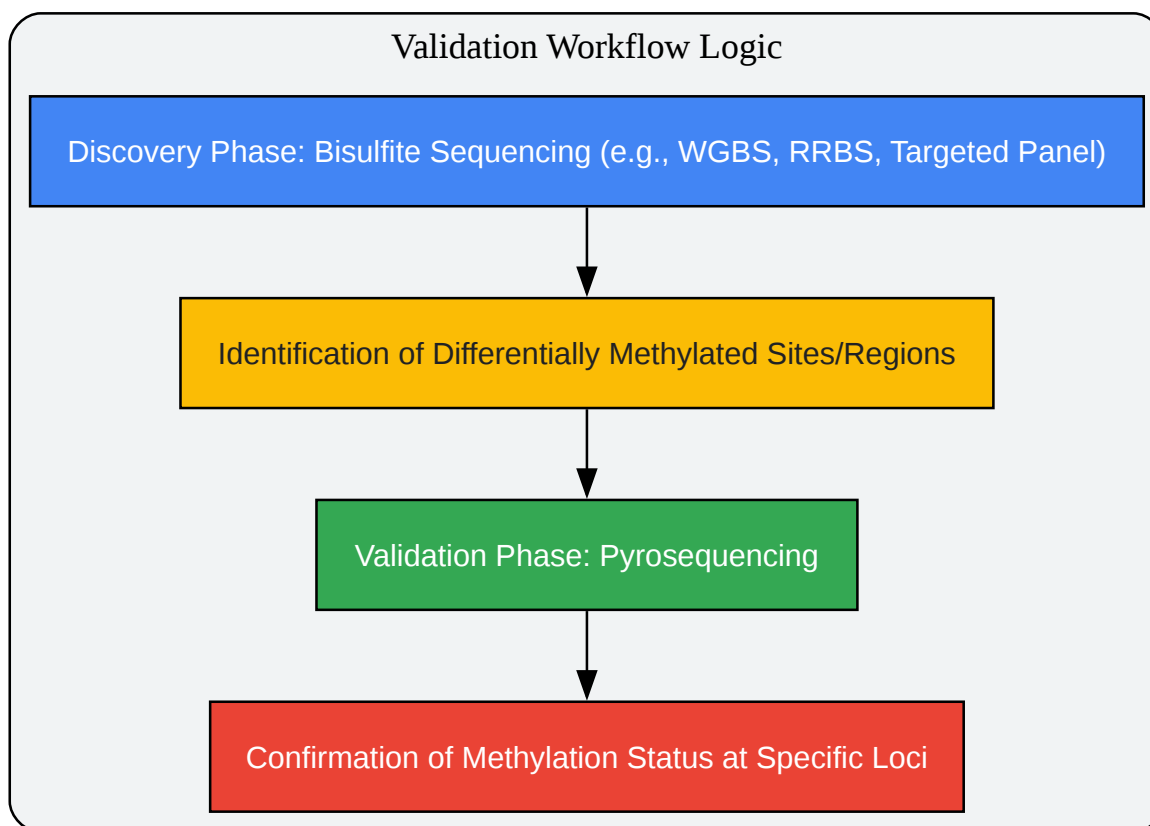 Validation Workflow Logic
Discovery Phase: Bisulfite Sequencing (e.g., WGBS, RRBS, Targeted Panel)
Identification of Differentially Methylated Sites/Regions
Validation Phase: Pyrosequencing
Confirmation of Methylation Status at Specific Loci